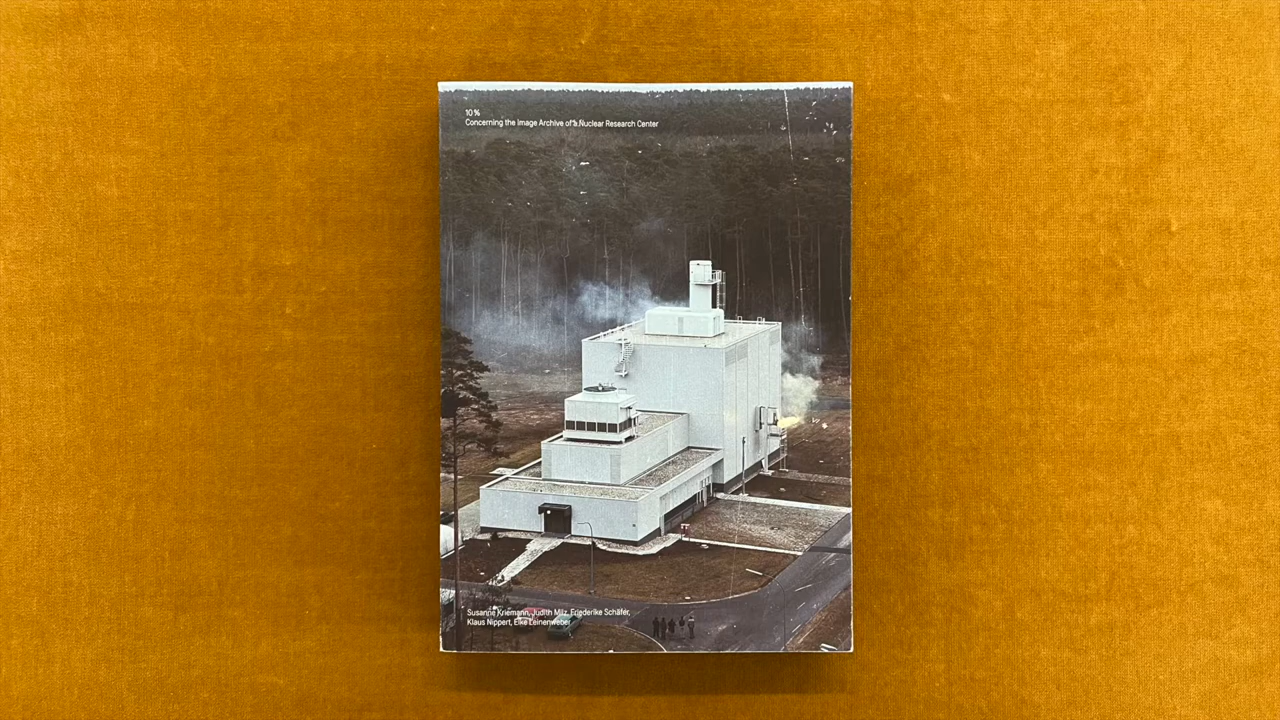 10%
Concerning the Image Archive of a Nuclear Research Center
Susanne Kriemann, Judith Milz, Friederike Schäfer,
Klaus Nippert, Elke Leinenweber